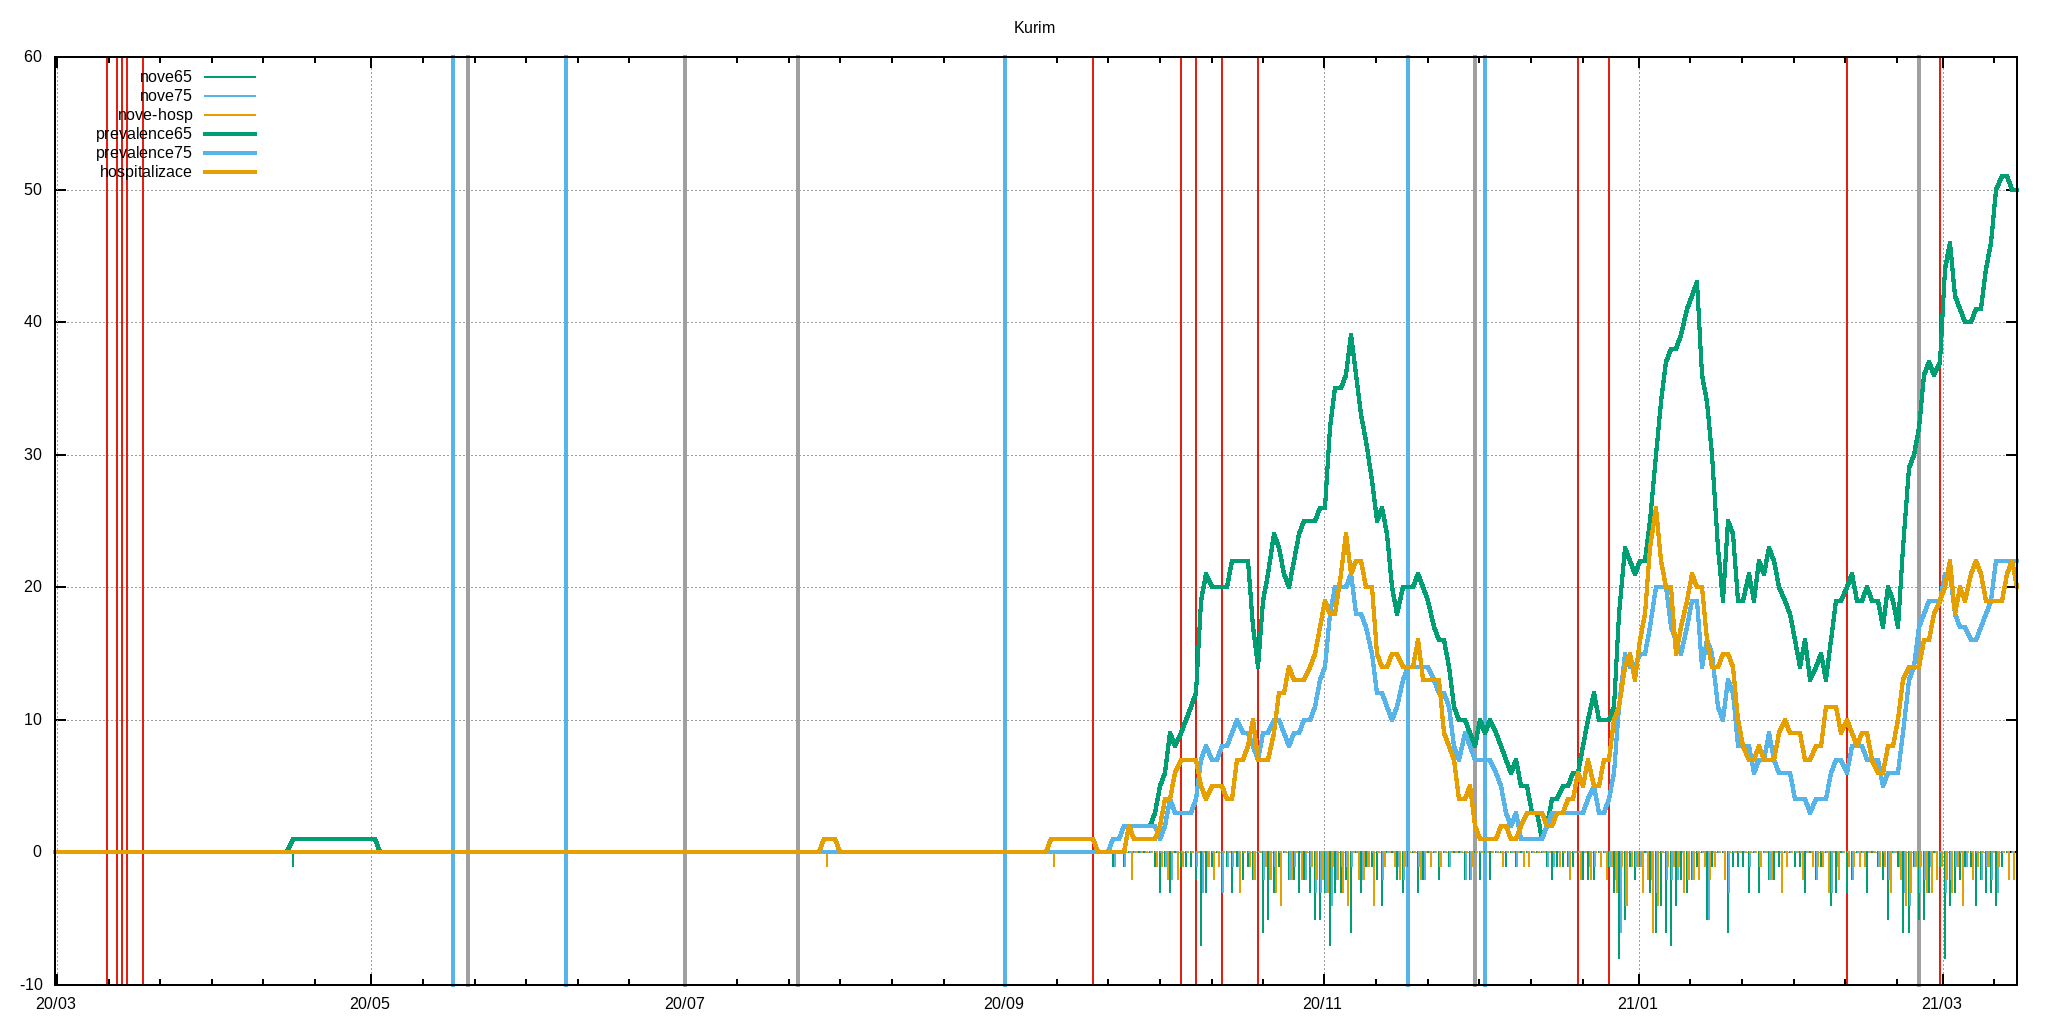 Kurim
60
nove65
nove75
nove-hosp
prevalence65
prevalence75
hospitalizace
50
40
30
20
10
0
-10
20/03 20/05 20/07 20/09 20/11 21/01 21/03